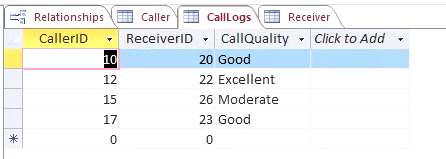 Relationships Caller CallLogs Receiver
CallerID ReceiverID CallQuality Click to Add
10 20 Good
12 22 Excellent
15 26 Moderate
17 23 Good
* 0 0